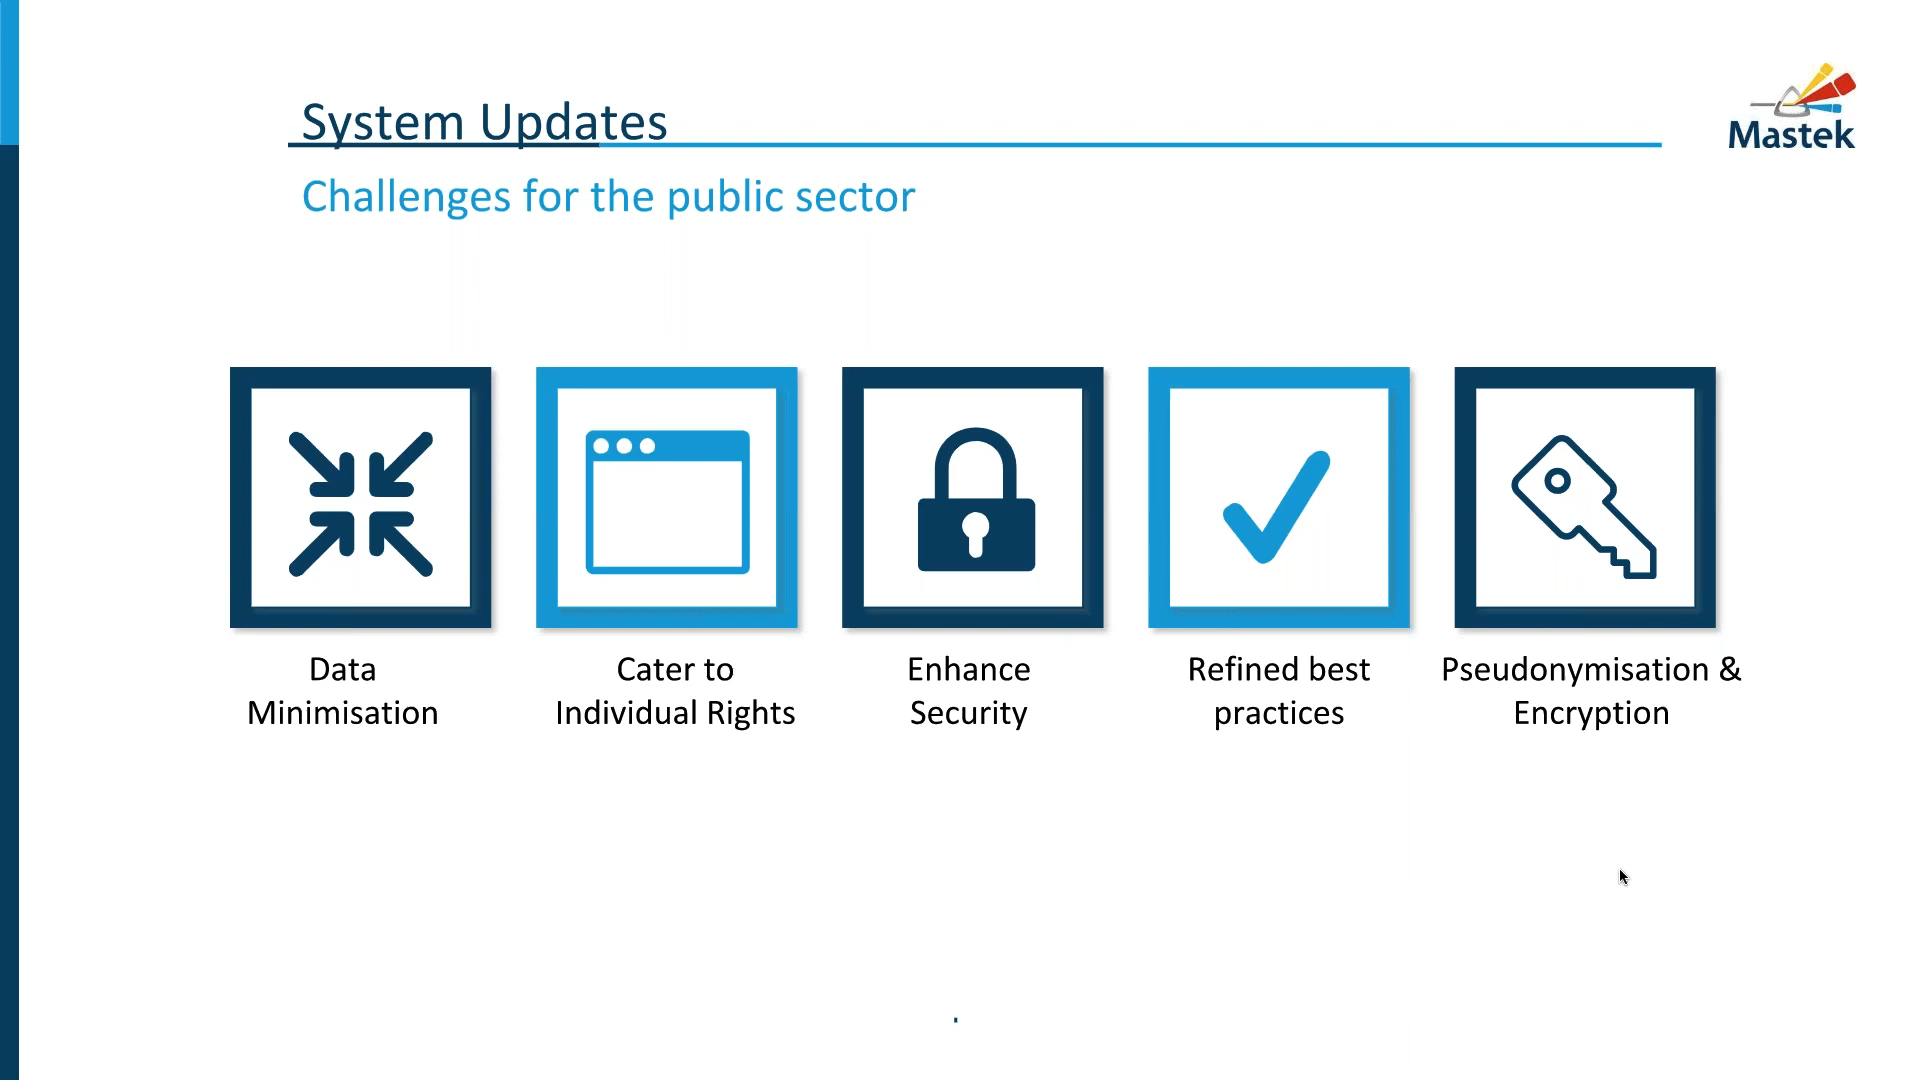 System Updates
Mastek
Challenges for the public sector
Data
Minimisation
Cater to
Individual Rights
Enhance
Security
Refined best
practices
Pseudonymisation &
Encryption